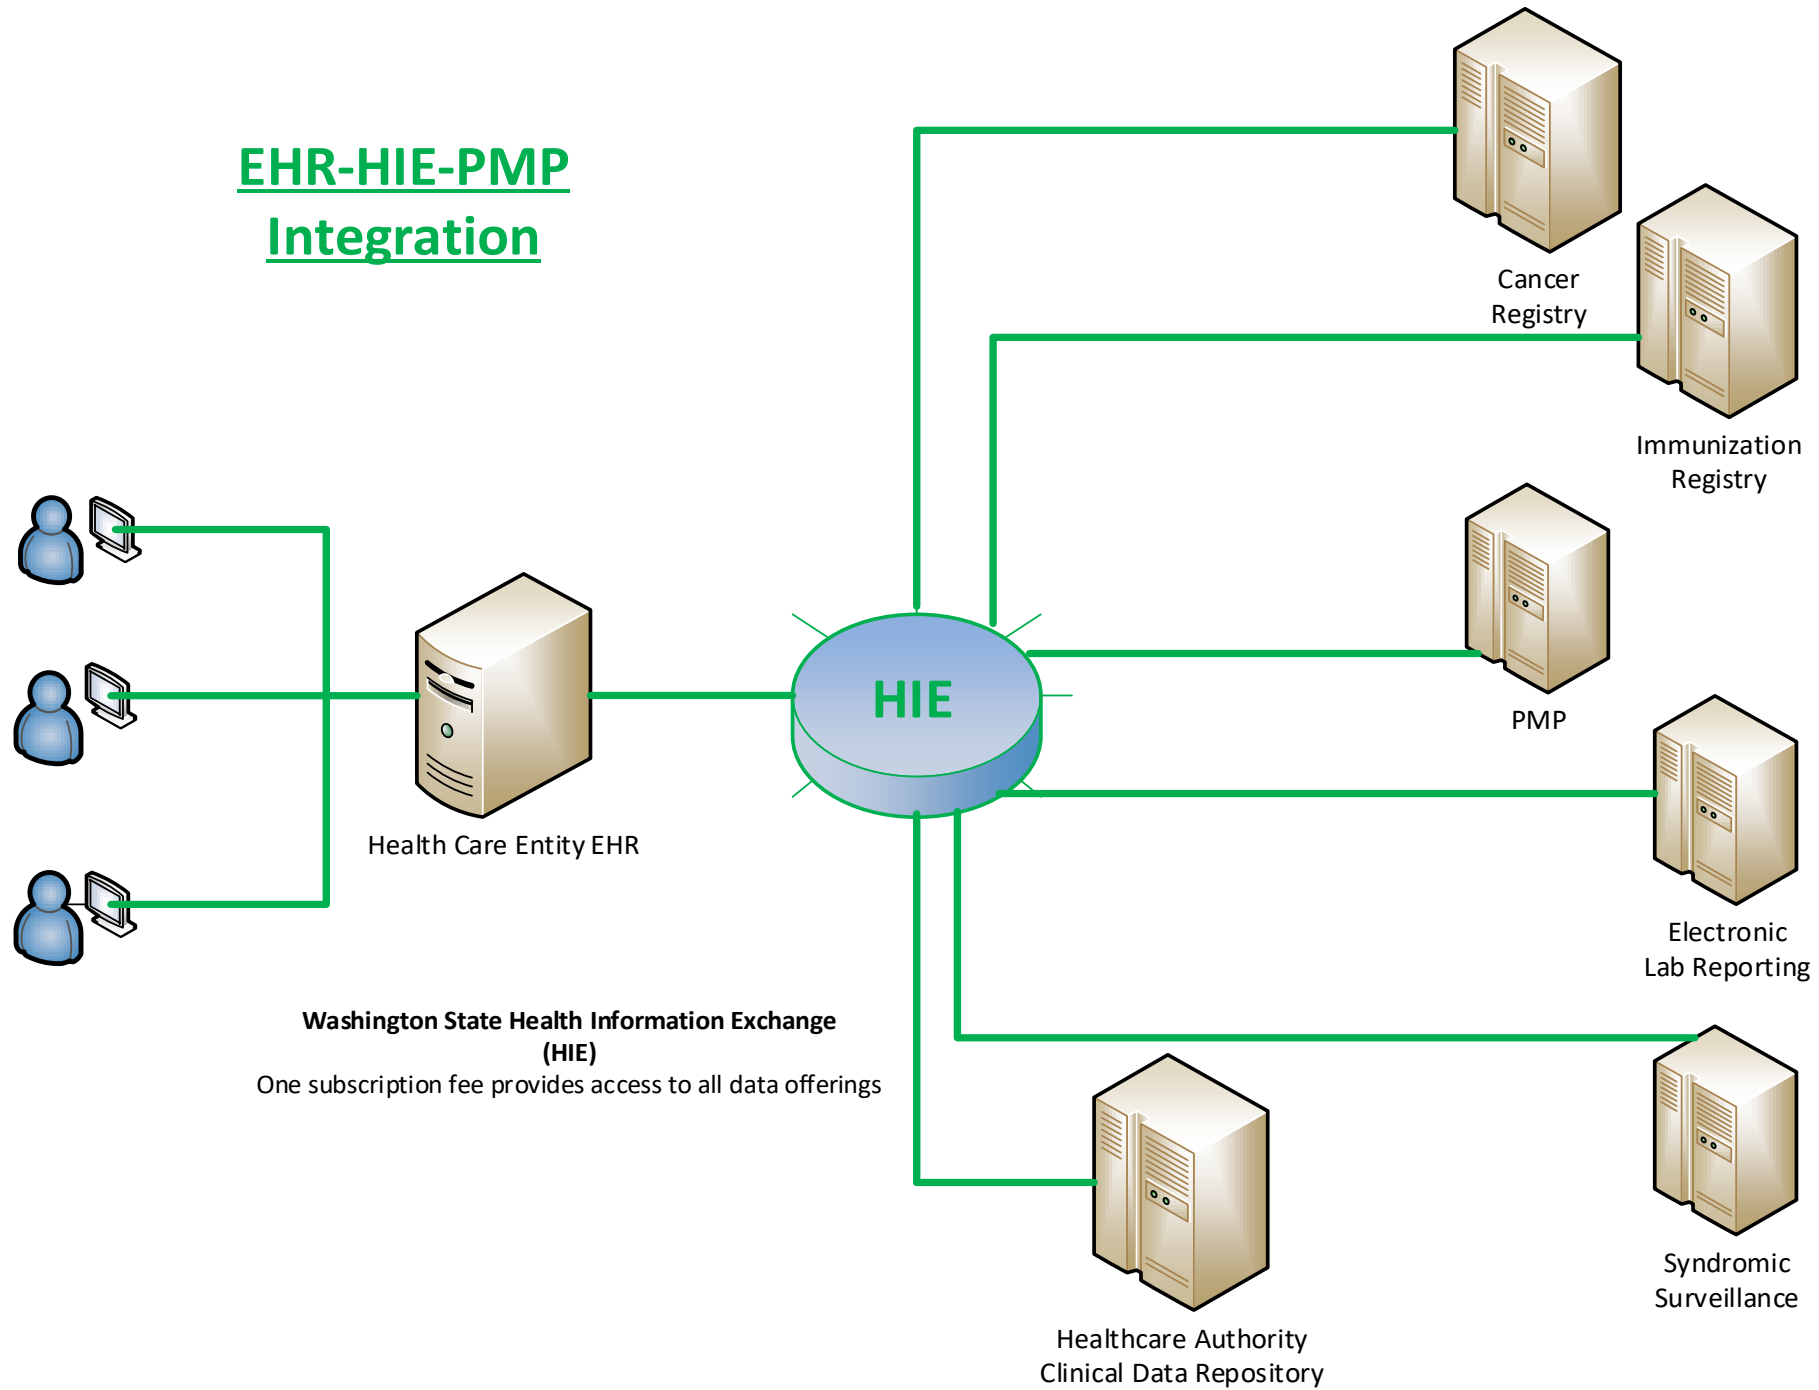 EHR-HIE-PMP
Integration
Cancer
Registry
Immunization
Registry
HIE
PMP
Health Care Entity EHR
Electronic
Lab Reporting
Washington State Health Information Exchange
(HIE)
One subscription fee provides access to all data offerings
Syndromic
Surveillance
Healthcare Authority
Clinical Data Repository